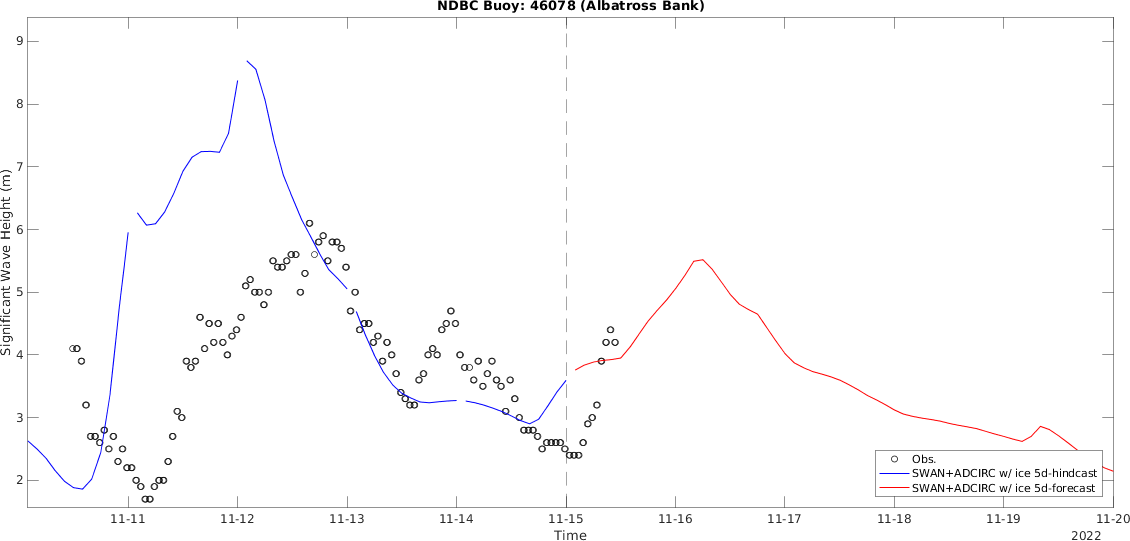 NDBC Buoy: 46078 (Albatross Bank)
Significant Wave Height (m)
9
8
7
6
5
4
3
2
Obs.
SWAN+ADCIRC w/ ice 5d-hindcast
SWAN+ADCIRC w/ ice 5d-forecast
11-11 11-12 11-13 11-14 11-15 11-16 11-17 11-18 11-19 11-20
Time
2022